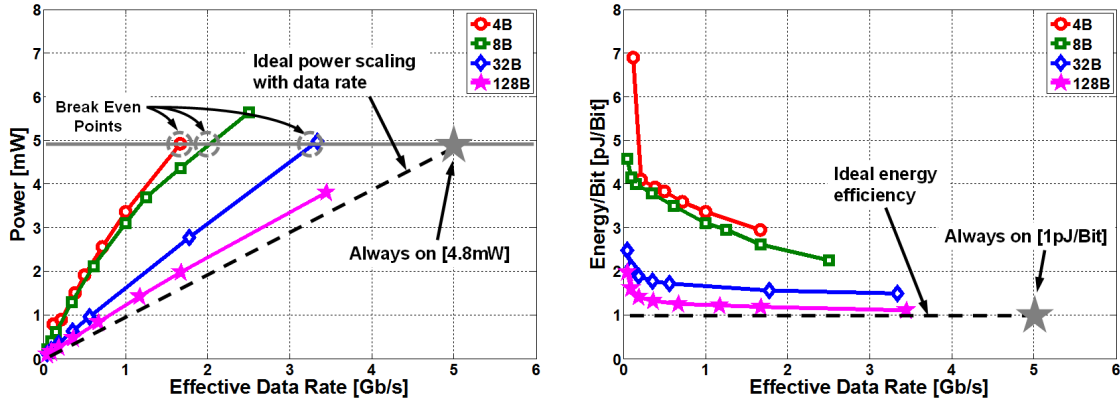 8
7
6
5
4
3
2
1
0
0
1
2
3
4
5
6
Power [mW]
Effective Data Rate [Gb/s]
Ideal power scaling
with data rate
Break Even
Points
Always on [4.8mW]
4B
8B
32B
128B
8
7
6
5
4
3
2
1
0
0
1
2
3
4
5
6
Energy/Bit [pJ/Bit]
Effective Data Rate [Gb/s]
4B
8B
32B
128B
Ideal energy
efficiency
Always on [1pJ/Bit]